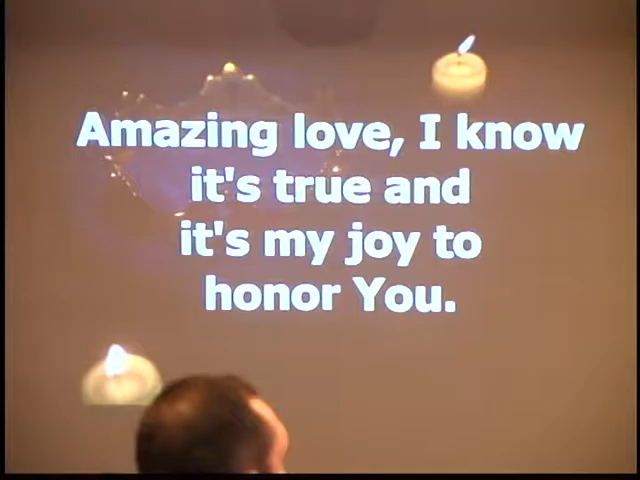 Amazing love, I know
it's true and
it's my joy to
honor You.